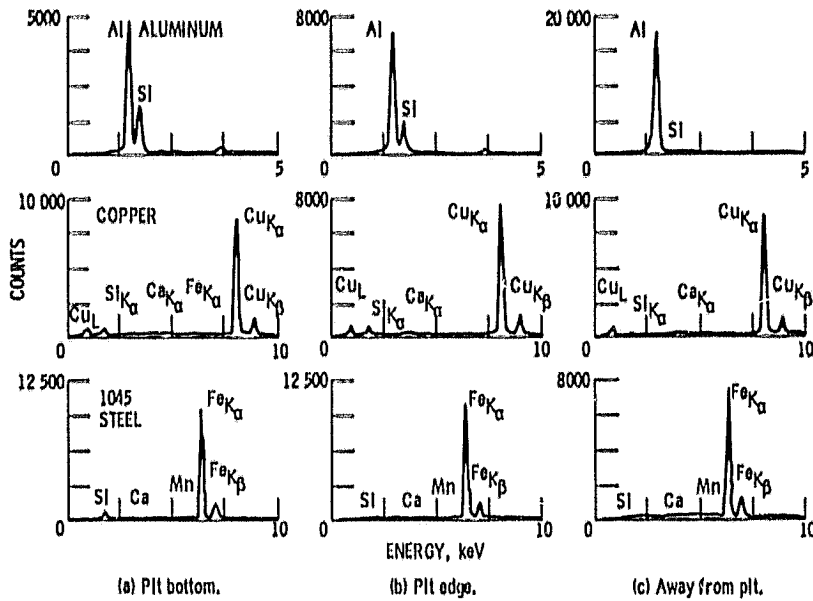 5000
Al ALUMINUM
Si
0
5
8000
Al
Si
0
5
20 000
Al
Si
0
5
10 000
COPPER
CuKα
SiKα
CaKα
FeKα
CuKβ
CuL
0
10
8000
CuKα
CuL
SiKα
CaKα
CuKβ
0
10
10 000
CuKα
CuL
SiKα
CaKα
CuKβ
0
10
COUNTS
12 500
1045
STEEL
FeKα
Si
Ca
Mn
FeKβ
0
10
12 500
FeKα
Si
Ca
Mn
FeKβ
0
10
8000
FeKα
Si
Ca
Mn
FeKβ
0
10
ENERGY, keV
(a) Pit bottom.
(b) Pit edge.
(c) Away from pit.